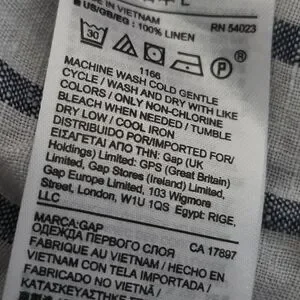 MADE IN VIETNAM
US/GB/EG : 100% LINEN
RN 54023
30
P
1166
MACHINE WASH COLD GENTLE
CYCLE / WASH AND DRY WITH LIKE
COLORS / ONLY NON-CHLORINE
BLEACH WHEN NEEDED / TUMBLE
DRY LOW / COOL IRON
DISTRIBUTED POR/IMPORTED FOR/
ΕΙΣΑΓΕΤΑΙ ΑΠΟ ΤΗΝ: Gap (UK
Holdings) Limited: GPS (Great Britain)
Limited; Gap Stores (Ireland) Limited,
Gap Europe Limited, 103 Wigmore
Street, London, W1U 1QS Egypt: RIGE,
LLC
MARCA:GAP
CA 17897
ОДЕЖДА ПЕРВОГО СЛОЯ
FABRIQUE AU VIETNAM / HECHO EN
VIETNAM CON TELA IMPORTADA /
FABRICADO NO VIETNÃ /
ΚΑΤΑΣΚΕΥΑΣΤΗΚΕ